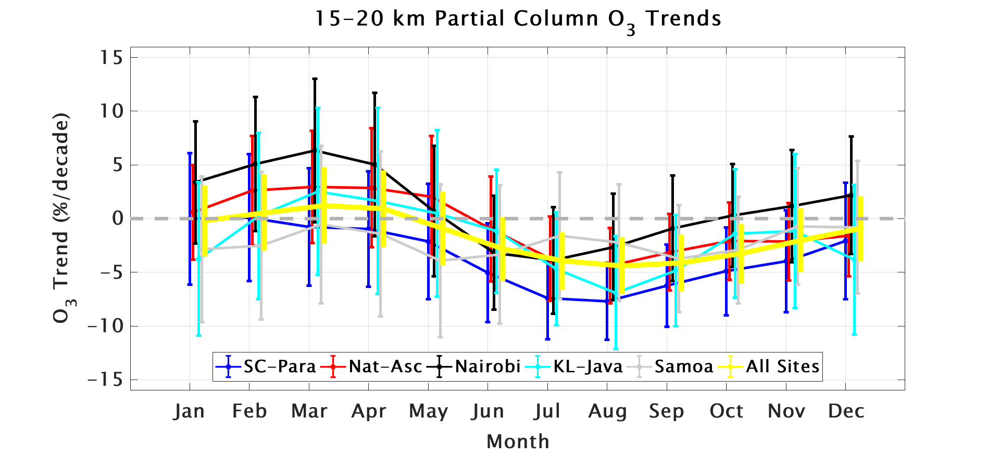 15-20 km Partial Column O3 Trends
15
10
5
0
-5
-10
-15
O3 Trend (%/decade)
SC-Para Nat-Asc Nairobi KL-Java Samoa All Sites
Jan Feb Mar Apr May Jun Jul Aug Sep Oct Nov Dec
Month